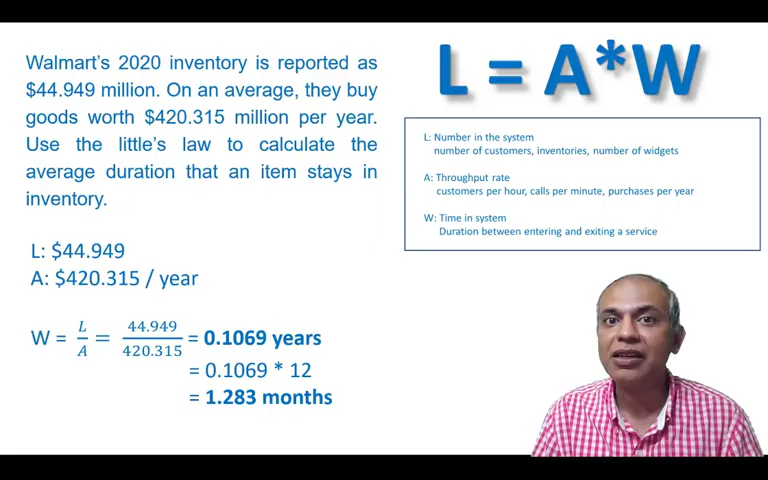 Walmart's 2020 inventory is reported as
$44.949 million. On an average, they buy
goods worth $420.315 million per year.
Use the little's law to calculate the
average duration that an item stays in
inventory.
L: $44.949
A: $420.315 / year
W = L/A = 44.949/420.315 = 0.1069 years
= 0.1069 * 12
= 1.283 months
L = A*W
L: Number in the system
number of customers, inventories, number of widgets
A: Throughput rate
customers per hour, calls per minute, purchases per year
W: Time in system
Duration between entering and exiting a service